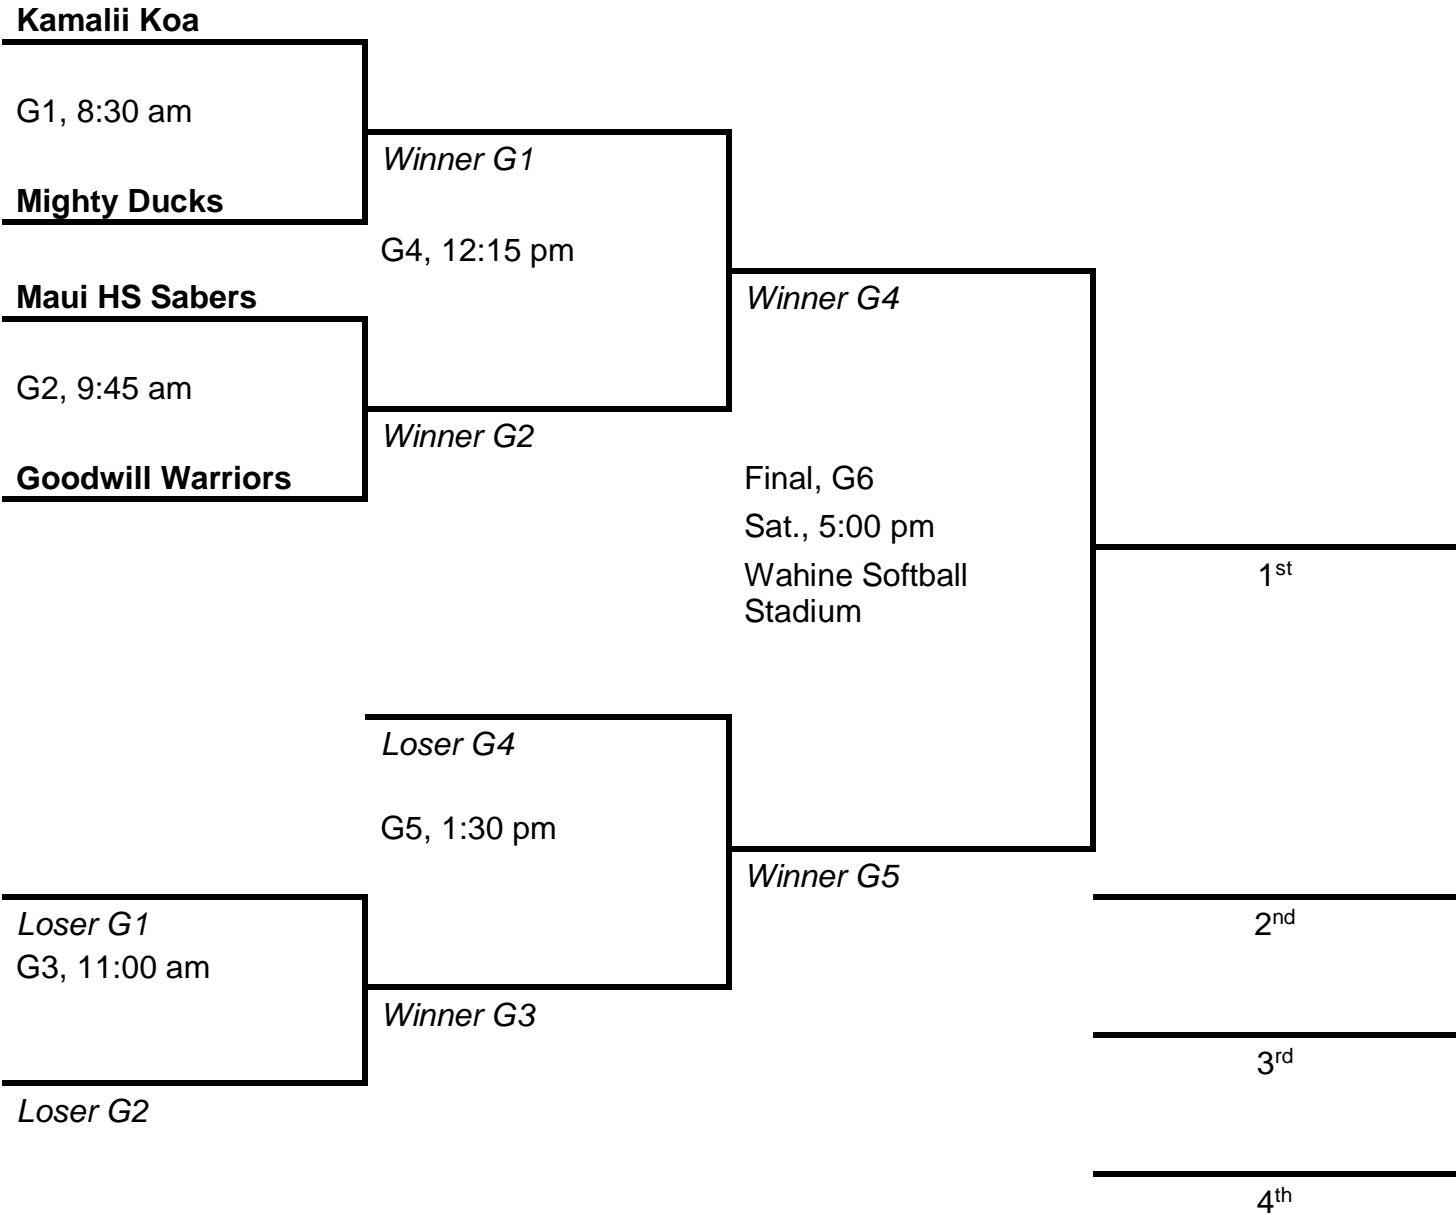 Kamalii Koa
G1, 8:30 am
Winner G1
Mighty Ducks
G4, 12:15 pm
Maui HS Sabers
Winner G4
G2, 9:45 am
Winner G2
Goodwill Warriors
Final, G6
Sat., 5:00 pm
Wahine Softball
Stadium
1st
Loser G4
G5, 1:30 pm
Winner G5
Loser G1
2nd
G3, 11:00 am
Winner G3
3rd
Loser G2
4th